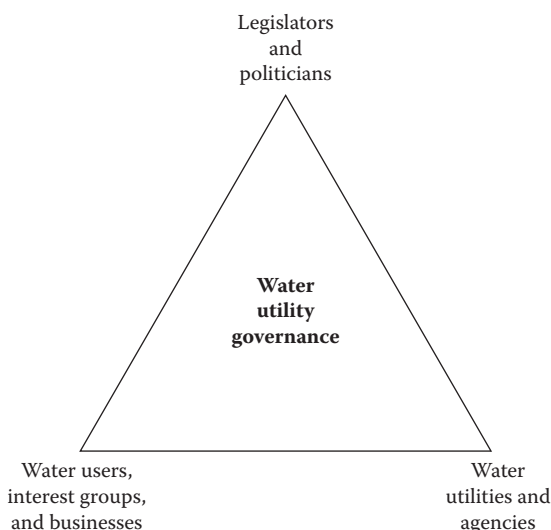 Legislators
and
politicians
Water
utility
governance
Water users,
interest groups,
and businesses
Water
utilities and
agencies